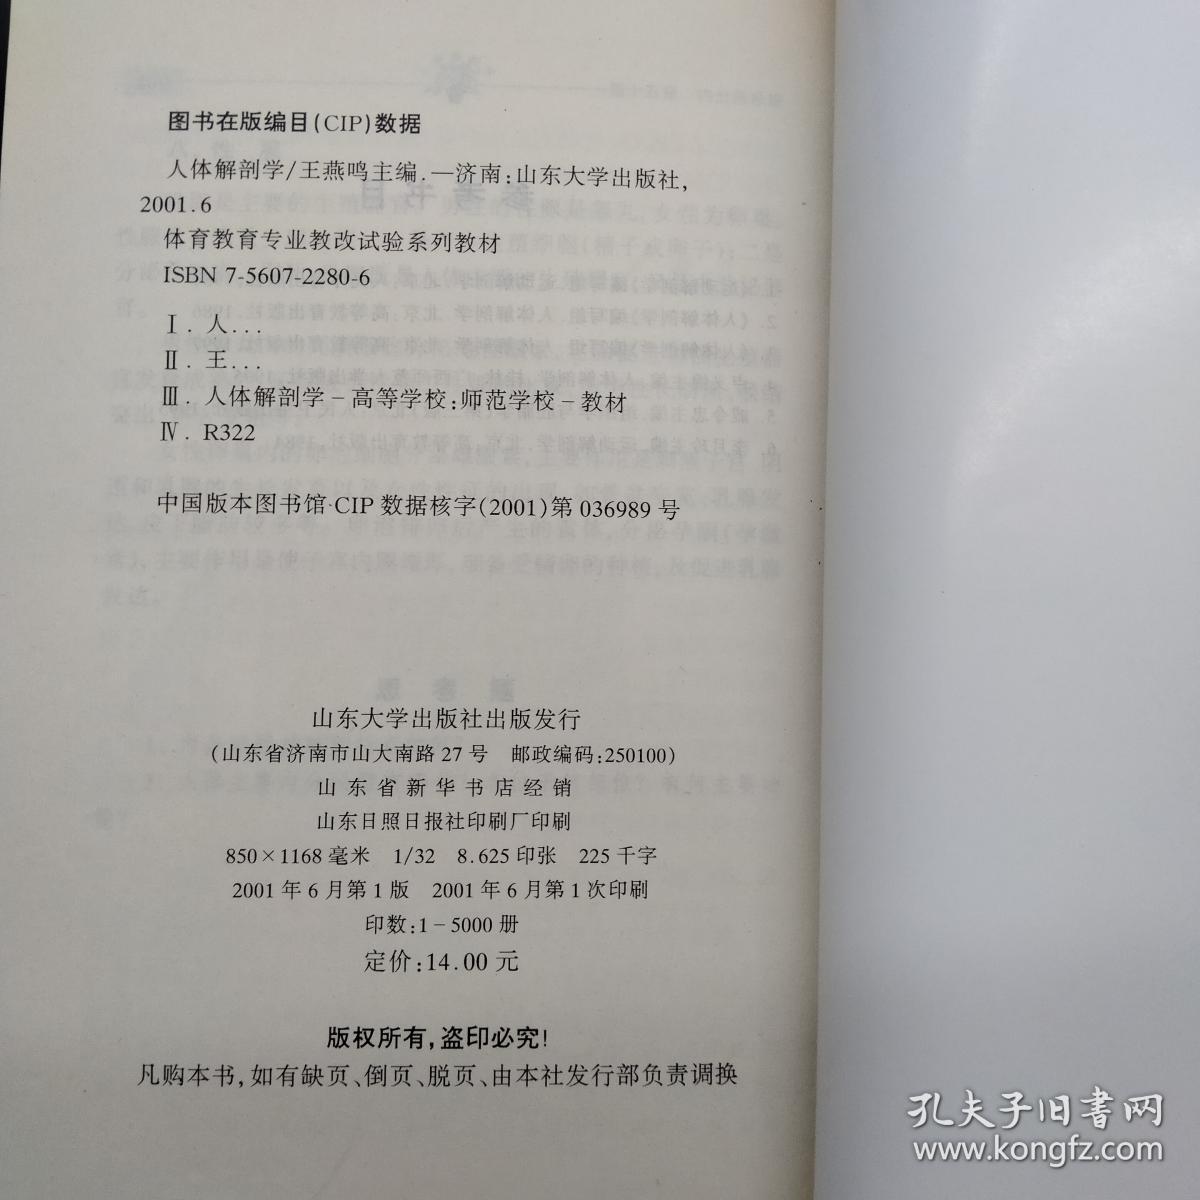 图书在版编目(CIP)数据
人体解剖学/王燕鸣主编.—济南:山东大学出版社,
2001.6
体育教育专业教改试验系列教材
ISBN 7-5607-2280-6
Ⅰ. 人…
Ⅱ. 王…
Ⅲ. 人体解剖学-高等学校:师范学校-教材
Ⅳ. R322
中国版本图书馆·CIP数据核字(2001)第036989号
山东大学出版社出版发行
(山东省济南市山大南路27号 邮政编码:250100)
山东省新华书店经销
山东日照日报社印刷厂印刷
850×1168毫米 1/32 8.625印张 225千字
2001年6月第1版 2001年6月第1次印刷
印数:1-5000册
定价:14.00元
版权所有,盗印必究!
凡购本书,如有缺页、倒页、脱页、由本社发行部负责调换
孔夫子旧书网
www.kongfz.com